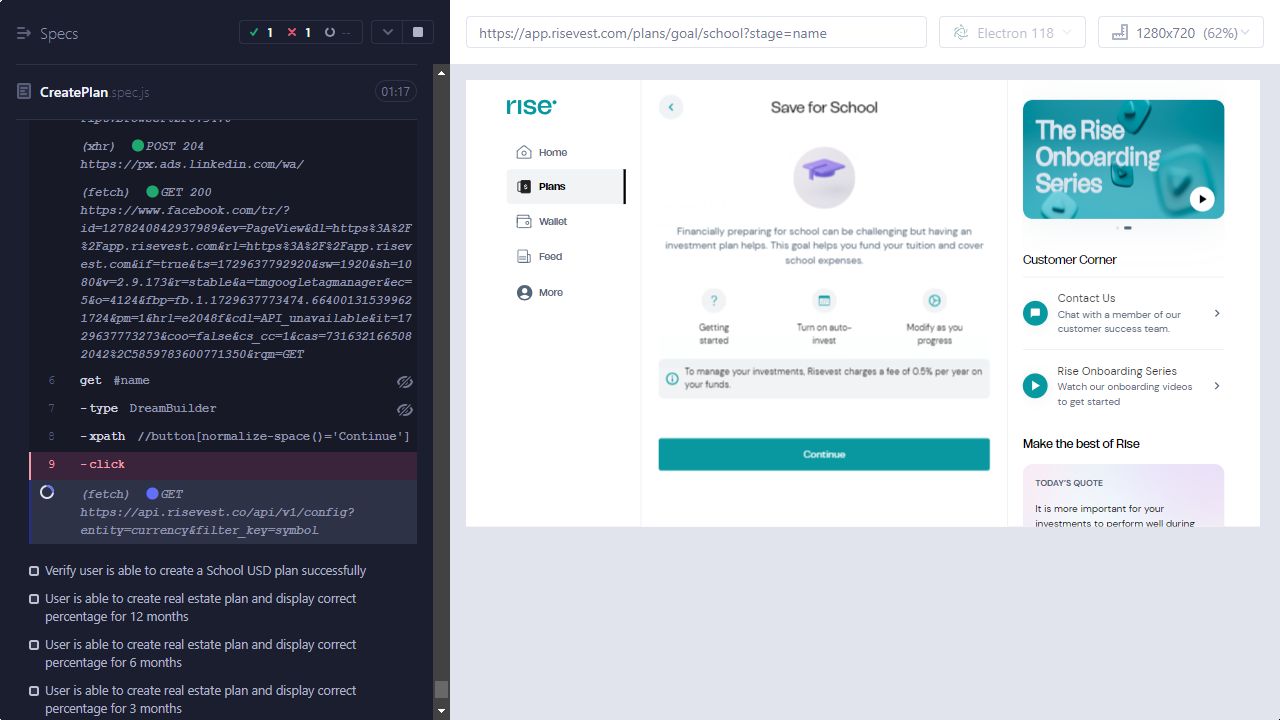 Specs
1
1
--
CreatePlan.spec.js
01:17
(xhr) POST 204
https://px.ads.linkedin.com/wa/
(fetch) GET 200
https://www.facebook.com/tr/?
id=1278240842937989&ev=PageView&dl=https%3A%2F
%2Fapp.risevest.com&rl=https%3A%2F%2Fapp.risev
est.com&if=true&ts=1729637792920&sw=1920&sh=10
80&v=2.9.173&r=stable&a=tmgoogletagmanager&ec=
5&o=4124&fbp=fb.1.1729637773474.66400131539962
1724&pm=1&hrl=e2048f&cdl=API_unavailable&it=17
29637773273&coo=false&cs_cc=1&cas=731632166508
2042%2C5859783600771350&rqm=GET
6 get #name
7 -type DreamBuilder
8 -xpath //button[normalize-space()='Continue']
9 -click
(fetch) GET
https://api.risevest.co/api/v1/config?
entity=currency&filter_key=symbol
Verify user is able to create a School USD plan successfully
User is able to create real estate plan and display correct
percentage for 12 months
User is able to create real estate plan and display correct
percentage for 6 months
User is able to create real estate plan and display correct
percentage for 3 months
https://app.risevest.com/plans/goal/school?stage=name
Electron 118
1280x720 (62%)
rise
Home
Plans
Wallet
Feed
More
Save for School
Financially preparing for school can be challenging but having an
investment plan helps. This goal helps you fund your tuition and cover
school expenses.
?
Getting
started
Turn on auto-
invest
Modify as you
progress
To manage your investments, Risevest charges a fee of 0.5% per year on
your funds.
Continue
The Rise
Onboarding
Series
Customer Corner
Contact Us
Chat with a member of our
customer success team.
Rise Onboarding Series
Watch our onboarding videos
to get started
Make the best of Rise
TODAY'S QUOTE
It is more important for your
investments to perform well during